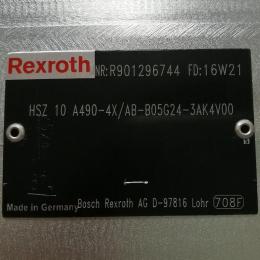 Rexroth NR:R901296744 FD:16W21
HSZ 10 A490-4X/AB-B05G24-3AK4V00
Made in Germany Bosch Rexroth AG D-97816 Lohr 708F